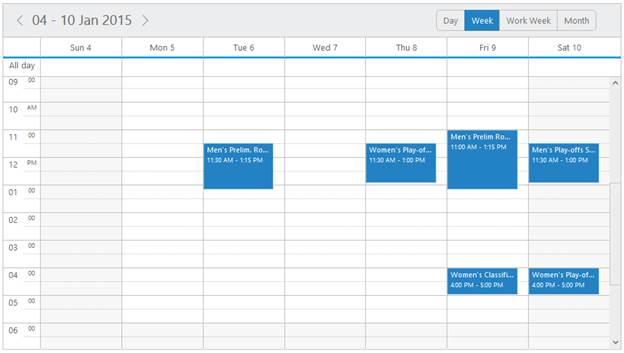 04 - 10 Jan 2015
Day Week Work Week Month
Sun 4 Mon 5 Tue 6 Wed 7 Thu 8 Fri 9 Sat 10
All day
09 00
10 AM
11 00
12 PM
01 00
02 00
03 00
04 00
05 00
06 00
Men's Prelim. Ro...
11:30 AM - 1:15 PM
Women's Play-of...
11:30 AM - 1:00 PM
Men's Prelim Ro...
11:00 AM - 1:15 PM
Men's Play-offs S...
11:30 AM - 1:00 PM
Women's Classifi...
4:00 PM - 5:00 PM
Women's Play-of...
4:00 PM - 5:00 PM